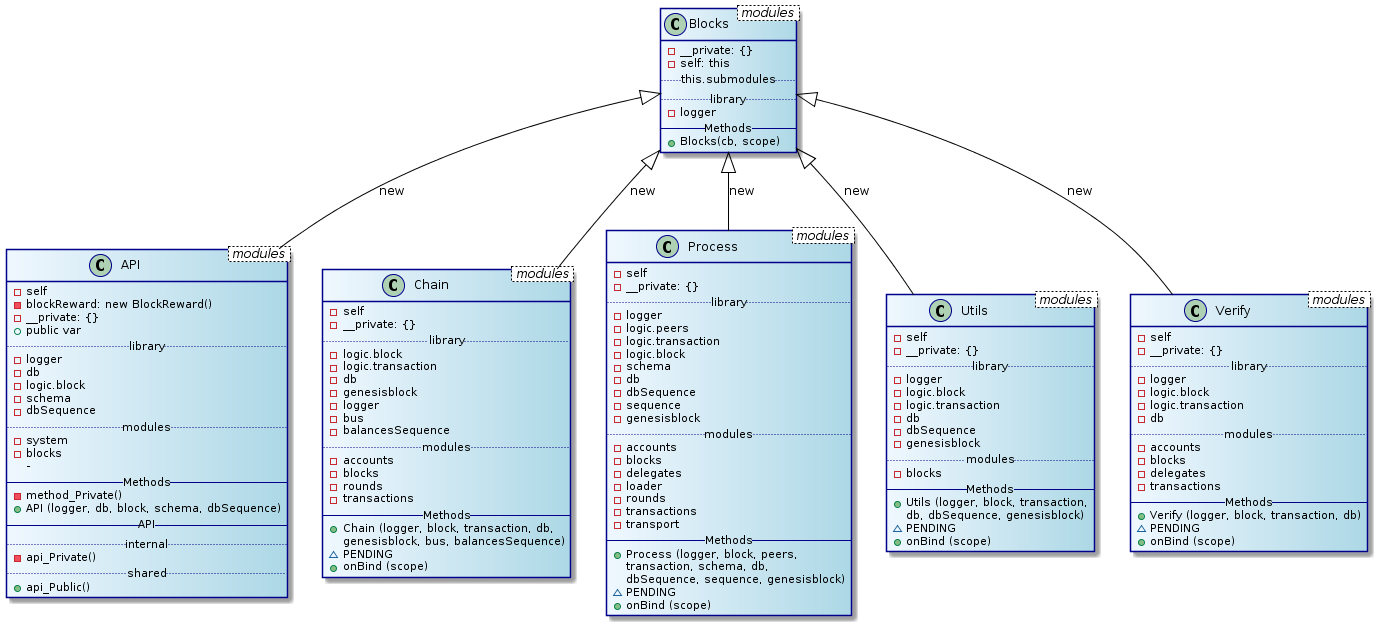 modules
C Blocks
__private: {}
self: this
this.submodules
library
logger
Methods
Blocks(cb, scope)
new
new
new
new
new
modules
C API
self
blockReward: new BlockReward()
__private: {}
public var
library
logger
db
logic.block
schema
dbSequence
modules
system
blocks
-
Methods
method_Private()
API (logger, db, block, schema, dbSequence)
API
internal
api_Private()
shared
api_Public()
modules
C Chain
self
__private: {}
library
logic.block
logic.transaction
db
genesisblock
logger
bus
balancesSequence
modules
accounts
blocks
rounds
transactions
Methods
Chain (logger, block, transaction, db,
genesisblock, bus, balancesSequence)
PENDING
onBind (scope)
modules
C Process
self
__private: {}
library
logger
logic.peers
logic.transaction
logic.block
schema
db
dbSequence
sequence
genesisblock
modules
accounts
blocks
delegates
loader
rounds
transactions
transport
Methods
Process (logger, block, peers,
transaction, schema, db,
dbSequence, sequence, genesisblock)
PENDING
onBind (scope)
modules
C Utils
self
__private: {}
library
logger
logic.block
logic.transaction
db
dbSequence
genesisblock
modules
blocks
Methods
Utils (logger, block, transaction,
db, dbSequence, genesisblock)
PENDING
onBind (scope)
modules
C Verify
self
__private: {}
library
logger
logic.block
logic.transaction
db
modules
accounts
blocks
delegates
transactions
Methods
Verify (logger, block, transaction, db)
PENDING
onBind (scope)